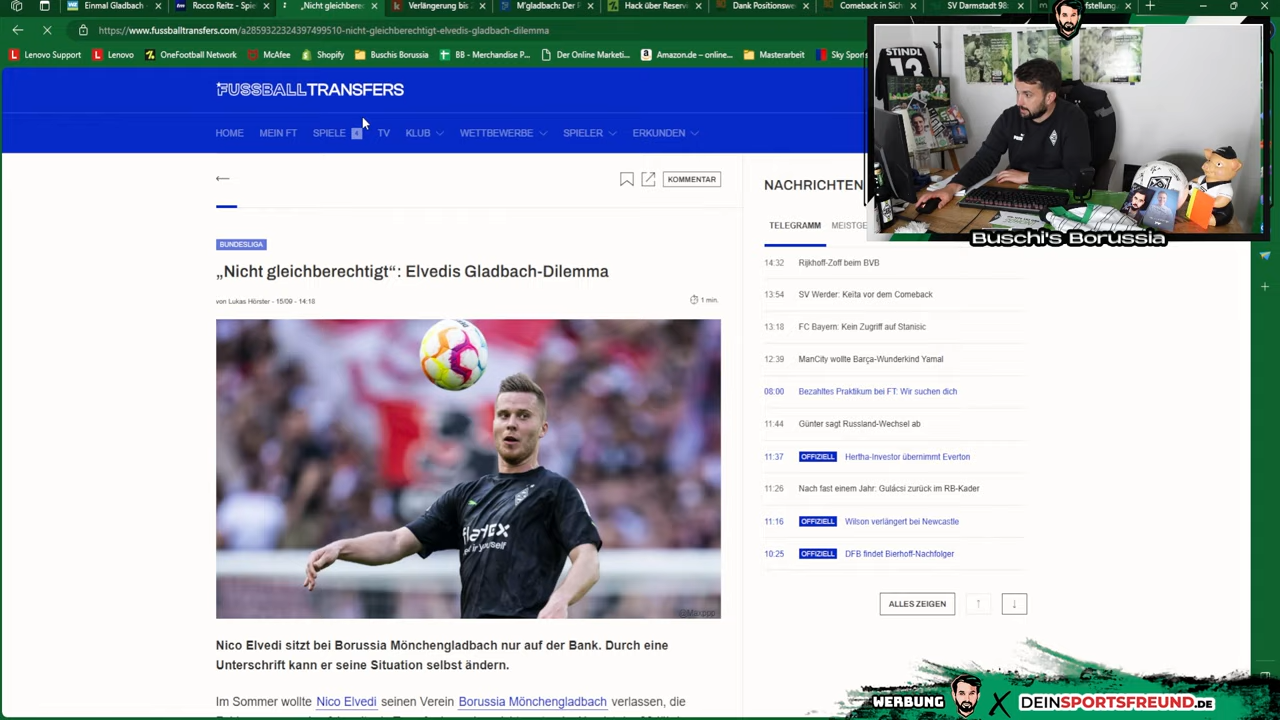 Einmal Gladbach
Rocco Reitz - Spi
„Nicht gleichberec
Verlängerung bis 2
M'gladbach - D
Hack über Reserv
Dank Positionsw
SV Darmstadt 98:
https://www.fussballtransfers.com/a2859322324397499510-nicht-gleichberechtigt-elvedis-gladbach-dilemma
Lenovo Support
Lenovo
OneFootball Network
McAfee
Shopify
Buschis Borussia
BB - Merchandise P...
Der Online Marketi...
Amazon.de – online...
Masterarbeit
Sky
STINDL
13
FUSSBALLTRANSFERS
HOME
MEIN FT
SPIELE 4
TV
KLUB
WETTBEWERBE
SPIELER
ERKUNDEN
KOMMENTAR
BUNDESLIGA
„Nicht gleichberechtigt“: Elvedis Gladbach-Dilemma
von Lukas Hörster - 15/09 - 14:18
1 min.
flatex
@Maxppp
Nico Elvedi sitzt bei Borussia Mönchengladbach nur auf der Bank. Durch eine
Unterschrift kann er seine Situation selbst ändern.
Im Sommer wollte Nico Elvedi seinen Verein Borussia Mönchengladbach verlassen, die
NACHRICHTEN
TELEGRAMM
MEISTGE
14:32 Rijkhoff-Zoff beim BVB
13:54 SV Werder: Keïta vor dem Comeback
13:18 FC Bayern: Kein Zugriff auf Stanisic
12:39 ManCity wollte Barça-Wunderkind Yamal
08:00 Bezahltes Praktikum bei FT: Wir suchen dich
11:44 Günter sagt Russland-Wechsel ab
11:37 OFFIZIELL Hertha-Investor übernimmt Everton
11:26 Nach fast einem Jahr: Gulácsi zurück im RB-Kader
11:16 OFFIZIELL Wilson verlängert bei Newcastle
10:25 OFFIZIELL DFB findet Bierhoff-Nachfolger
ALLES ZEIGEN
Buschi's Borussia
WERBUNG
X
DEINSPORTSFREUND.DE